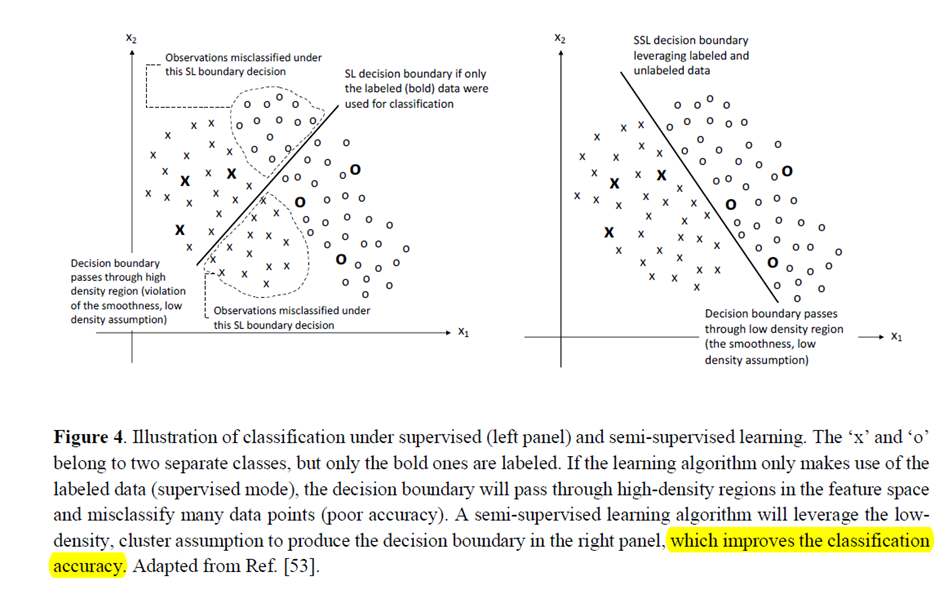 x2
Observations misclassified under
this SL boundary decision
SL decision boundary if only
the labeled (bold) data were
used for classification
Decision boundary
passes through high
density region (violation
of the smoothness, low
density assumption)
Observations misclassified under
this SL boundary decision
x1
x2
SSL decision boundary
leveraging labeled and
unlabeled data
Decision boundary passes
through low density region
(the smoothness, low
density assumption)
x1
Figure 4. Illustration of classification under supervised (left panel) and semi-supervised learning. The ‘x’ and ‘o’
belong to two separate classes, but only the bold ones are labeled. If the learning algorithm only makes use of the
labeled data (supervised mode), the decision boundary will pass through high-density regions in the feature space
and misclassify many data points (poor accuracy). A semi-supervised learning algorithm will leverage the low-
density, cluster assumption to produce the decision boundary in the right panel, which improves the classification
accuracy. Adapted from Ref. [53].